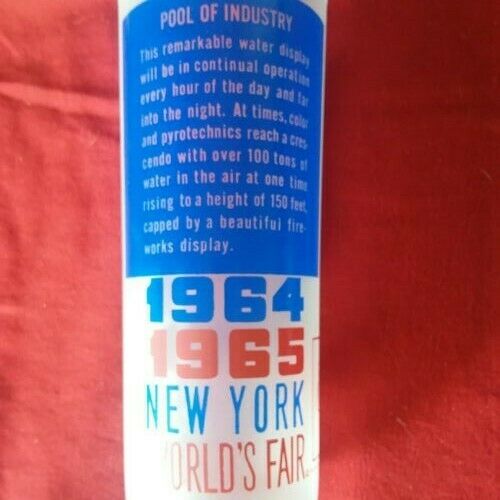 POOL OF INDUSTRY
This remarkable water display
will be in continual operation
every hour of the day and far
into the night. At times, color
and pyrotechnics reach a cres-
cendo with over 100 tons of
water in the air at one time
rising to a height of 150 feet,
capped by a beautiful fire-
works display.
1964
1965
NEW YORK
WORLD'S FAIR